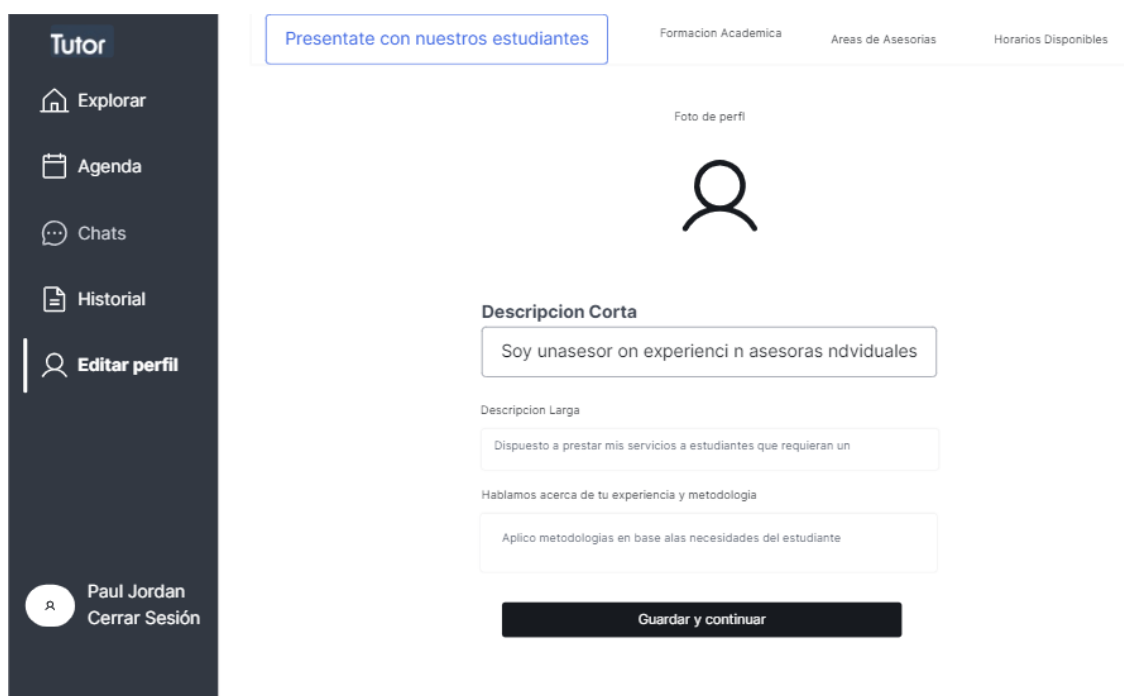 Tutor
Explorar
Agenda
Chats
Historial
Editar perfil
Paul Jordan
Cerrar Sesión
Presentate con nuestros estudiantes
Formacion Academica
Areas de Asesorias
Horarios Disponibles
Foto de perfl
Descripcion Corta
Soy unasesor on experienci n asesoras ndviduales
Descripcion Larga
Dispuesto a prestar mis servicios a estudiantes que requieran un
Hablamos acerca de tu experiencia y metodologia
Aplico metodologias en base alas necesidades del estudiante
Guardar y continuar